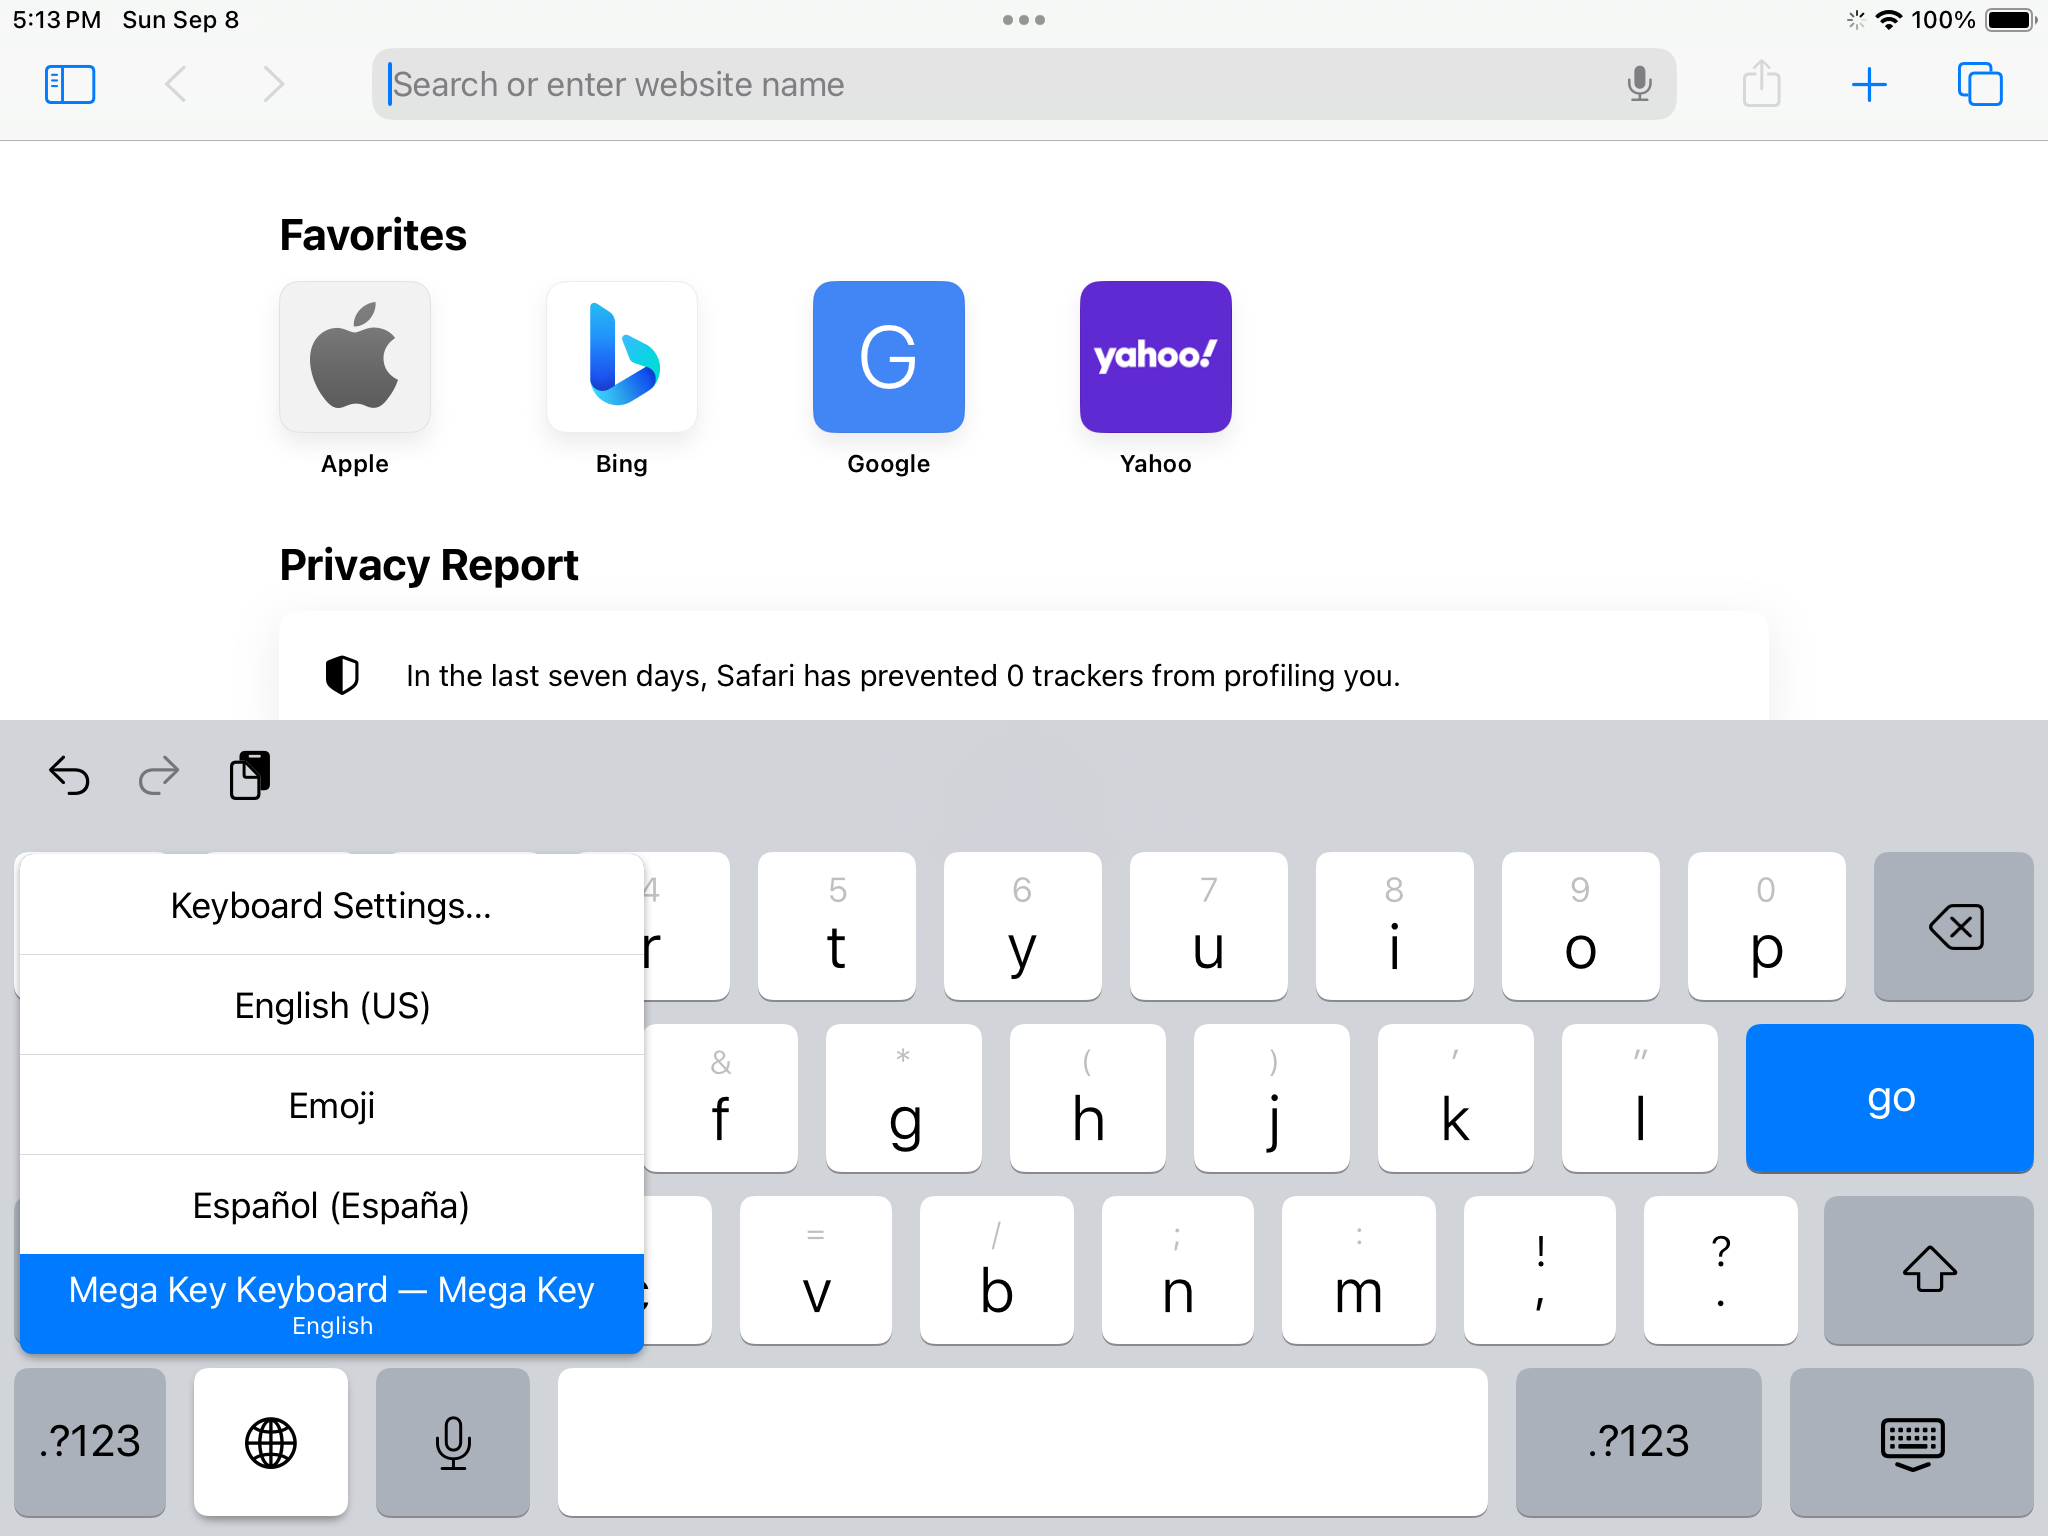 5:13 PM Sun Sep 8
100%
Search or enter website name
Favorites
G
yahoo!
Apple
Bing
Google
Yahoo
Privacy Report
In the last seven days, Safari has prevented 0 trackers from profiling you.
Keyboard Settings...
English (US)
Emoji
Español (España)
Mega Key Keyboard — Mega Key
English
4 5 6 7 8 9 0
r t y u i o p
& * ( ) ' "
f g h j k l
go
= / ; : ! ?
c v b n m , .
.?123
.?123